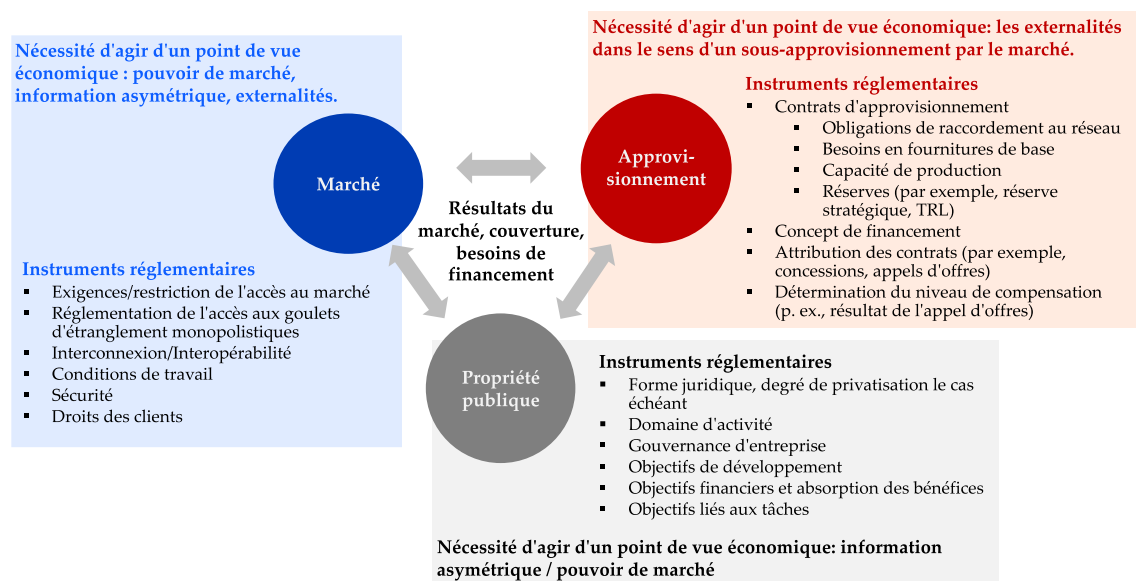 Nécessité d'agir d'un point de vue
économique : pouvoir de marché,
information asymétrique, externalités.
Marché
Instruments réglementaires
▪ Exigences/restriction de l'accès au marché
▪ Réglementation de l'accès aux goulets
d'étranglement monopolistiques
▪ Interconnexion/Interopérabilité
▪ Conditions de travail
▪ Sécurité
▪ Droits des clients
Résultats du
marché, couverture,
besoins de
financement
Nécessité d'agir d'un point de vue économique: les externalités
dans le sens d'un sous-approvisionnement par le marché.
Approvi-
sionnement
Instruments réglementaires
▪ Contrats d'approvisionnement
▪ Obligations de raccordement au réseau
▪ Besoins en fournitures de base
▪ Capacité de production
▪ Réserves (par exemple, réserve
stratégique, TRL)
▪ Concept de financement
▪ Attribution des contrats (par exemple,
concessions, appels d'offres)
▪ Détermination du niveau de compensation
(p. ex., résultat de l'appel d'offres)
Propriété
publique
Instruments réglementaires
▪ Forme juridique, degré de privatisation le cas
échéant
▪ Domaine d'activité
▪ Gouvernance d'entreprise
▪ Objectifs de développement
▪ Objectifs financiers et absorption des bénéfices
▪ Objectifs liés aux tâches
Nécessité d'agir d'un point de vue économique: information
asymétrique / pouvoir de marché